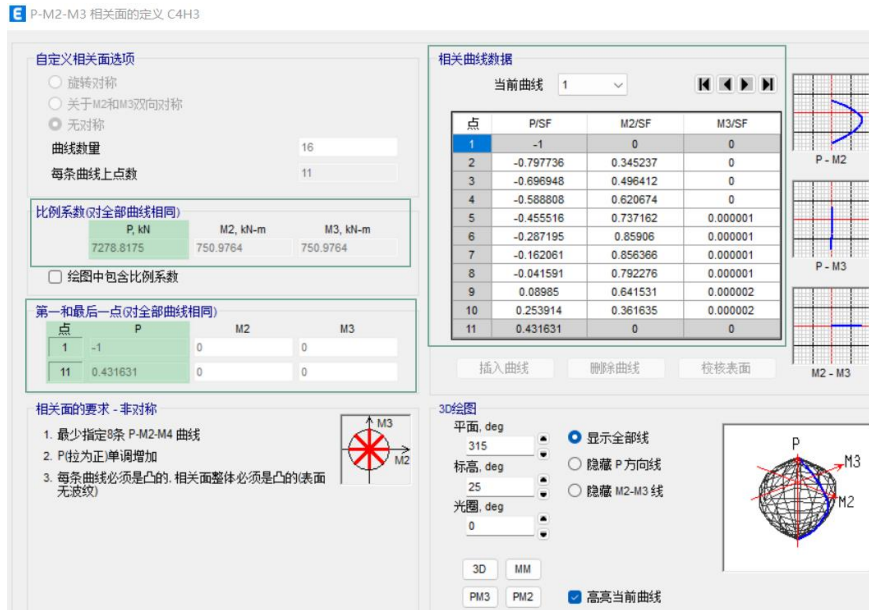 P-M2-M3 相关面的定义 C4H3
自定义相关面选项
旋转对称
关于M2和M3双向对称
无对称
曲线数量 16
每条曲线上点数 11
比例系数(对全部曲线相同)
P, kN M2, kN-m M3, kN-m
7278.8175 750.9764 750.9764
绘图中包含比例系数
第一和最后一点(对全部曲线相同)
点 P M2 M3
1 -1 0 0
11 0.431631 0 0
相关面的要求 - 非对称
1. 最少指定8条 P-M2-M4 曲线
2. P(拉为正)单调增加
3. 每条曲线必须是凸的. 相关面整体必须是凸的(表面
无波纹)
M3
M2
相关曲线数据
当前曲线 1
点 P/SF M2/SF M3/SF
1 -1 0 0
2 -0.797736 0.345237 0
3 -0.696948 0.496412 0
4 -0.588808 0.620674 0
5 -0.455516 0.737162 0.000001
6 -0.287195 0.85906 0.000001
7 -0.162061 0.856366 0.000001
8 -0.041591 0.792276 0.000001
9 0.08985 0.641531 0.000002
10 0.253914 0.361635 0.000002
11 0.431631 0 0
插入曲线 删除曲线 校核表面
P - M2
P - M3
M2 - M3
3D绘图
平面, deg
315
标高, deg
25
光圈, deg
0
显示全部线
隐藏 P 方向线
隐藏 M2-M3 线
3D MM
PM3 PM2
高亮当前曲线
P
M3
M2